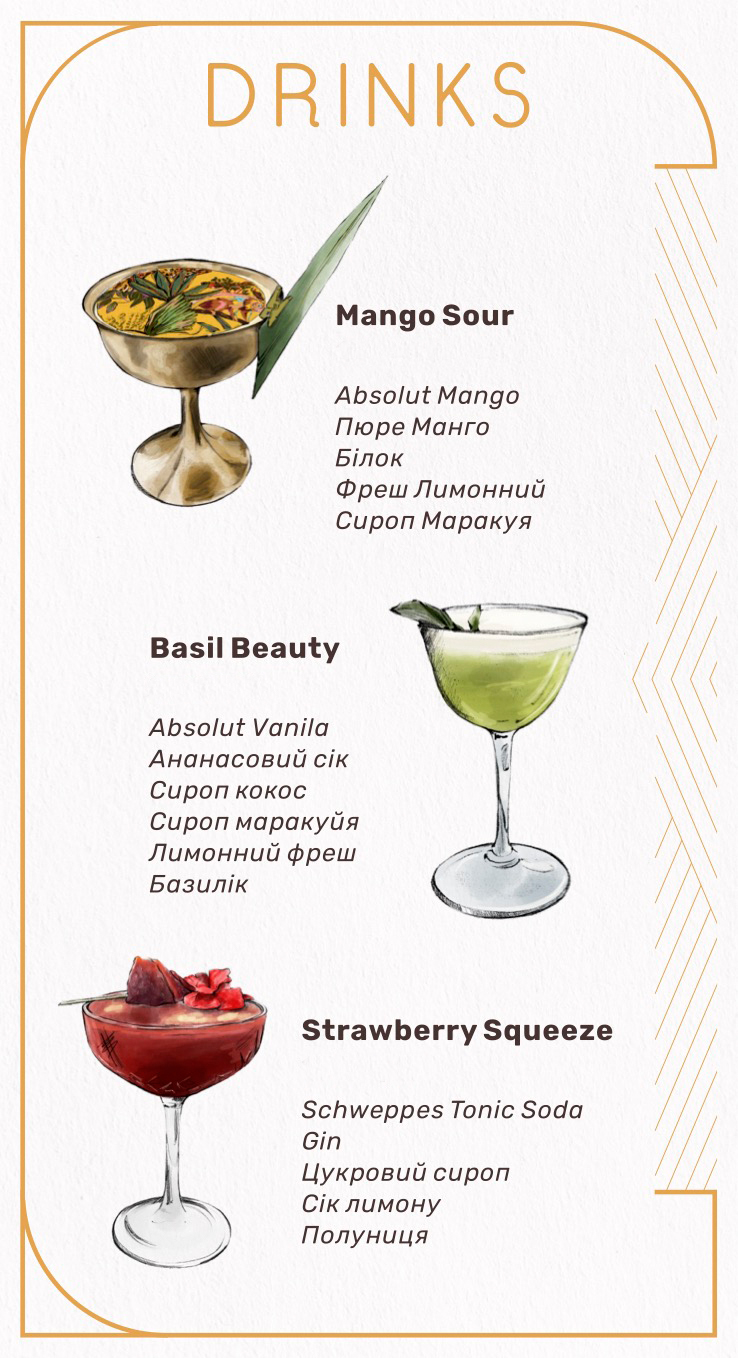 DRINKS
Mango Sour
Absolut Mango
Пюре Манго
Білок
Фреш Лимонний
Сироп Маракуя
Basil Beauty
Absolut Vanila
Ананасовий сік
Сироп кокос
Сироп маракуйя
Лимонний фреш
Базилік
Strawberry Squeeze
Schweppes Tonic Soda
Gin
Цукровий сироп
Сік лимону
Полуниця